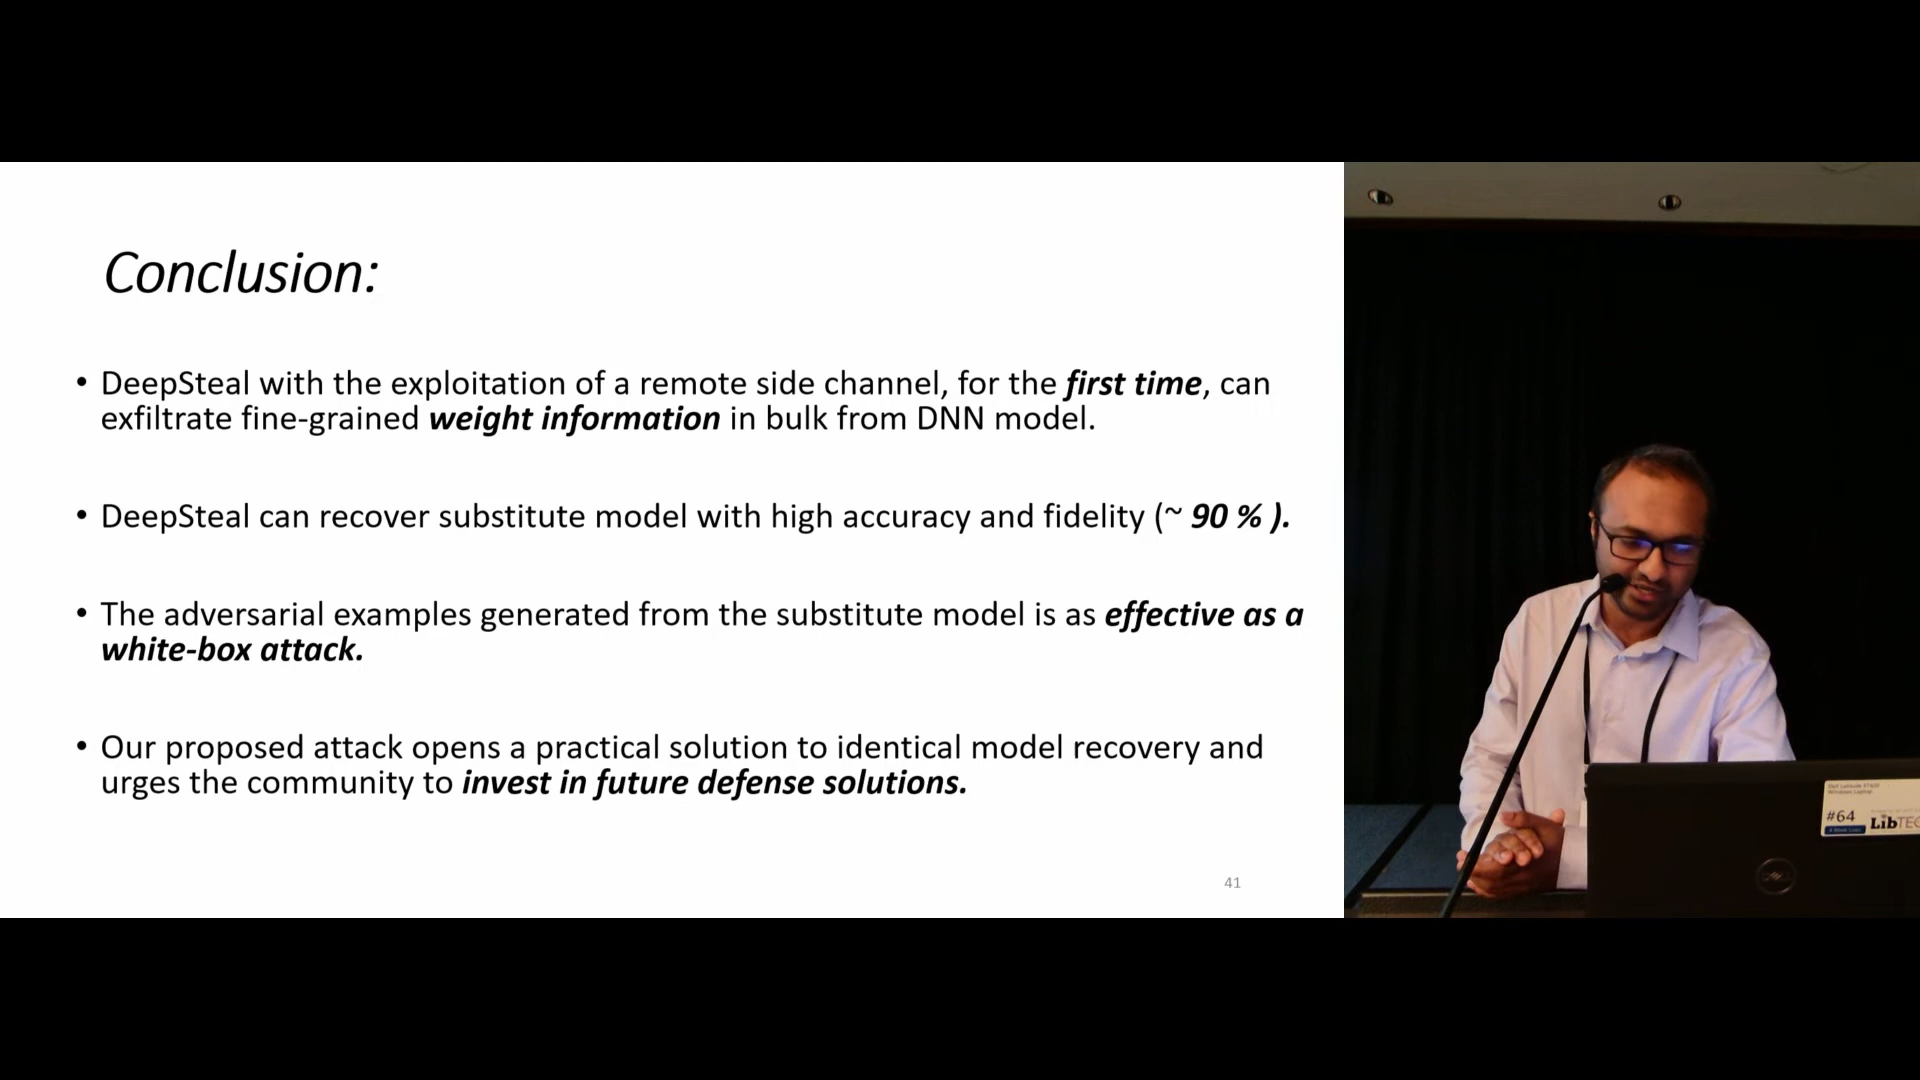 Conclusion:
• DeepSteal with the exploitation of a remote side channel, for the first time, can
exfiltrate fine-grained weight information in bulk from DNN model.
• DeepSteal can recover substitute model with high accuracy and fidelity (~ 90 % ).
• The adversarial examples generated from the substitute model is as effective as a
white-box attack.
• Our proposed attack opens a practical solution to identical model recovery and
urges the community to invest in future defense solutions.
41
Windows Laptop
#64
LibTEC
DELL